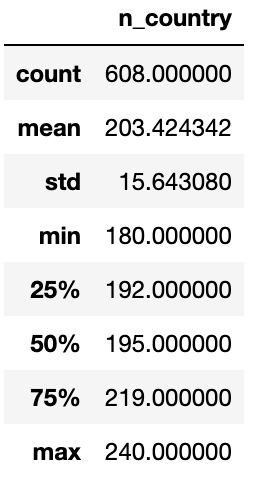 n_country
count 608.000000
mean 203.424342
std 15.643080
min 180.000000
25% 192.000000
50% 195.000000
75% 219.000000
max 240.000000